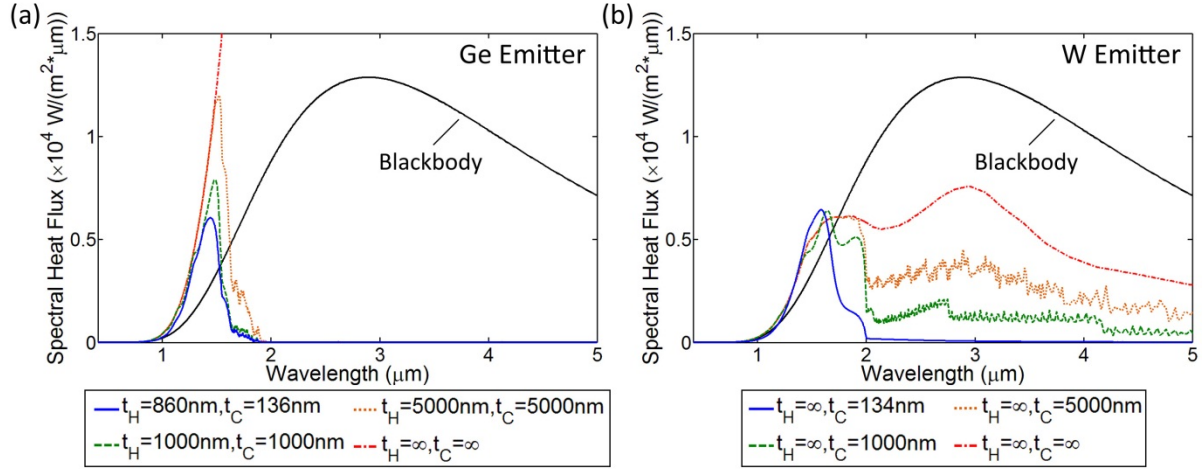 (a)
Spectral Heat Flux (×10⁴ W/(m²*μm)
1.5
1
0.5
0
Ge Emitter
Blackbody
1
2
3
4
5
Wavelength (μm)
t_H=860nm,t_C=136nm
t_H=5000nm,t_C=5000nm
t_H=1000nm,t_C=1000nm
t_H=∞,t_C=∞
(b)
Spectral Heat Flux (×10⁴ W/(m²*μm)
1.5
1
0.5
0
W Emitter
Blackbody
1
2
3
4
5
Wavelength (μm)
t_H=∞,t_C=134nm
t_H=∞,t_C=5000nm
t_H=∞,t_C=1000nm
t_H=∞,t_C=∞